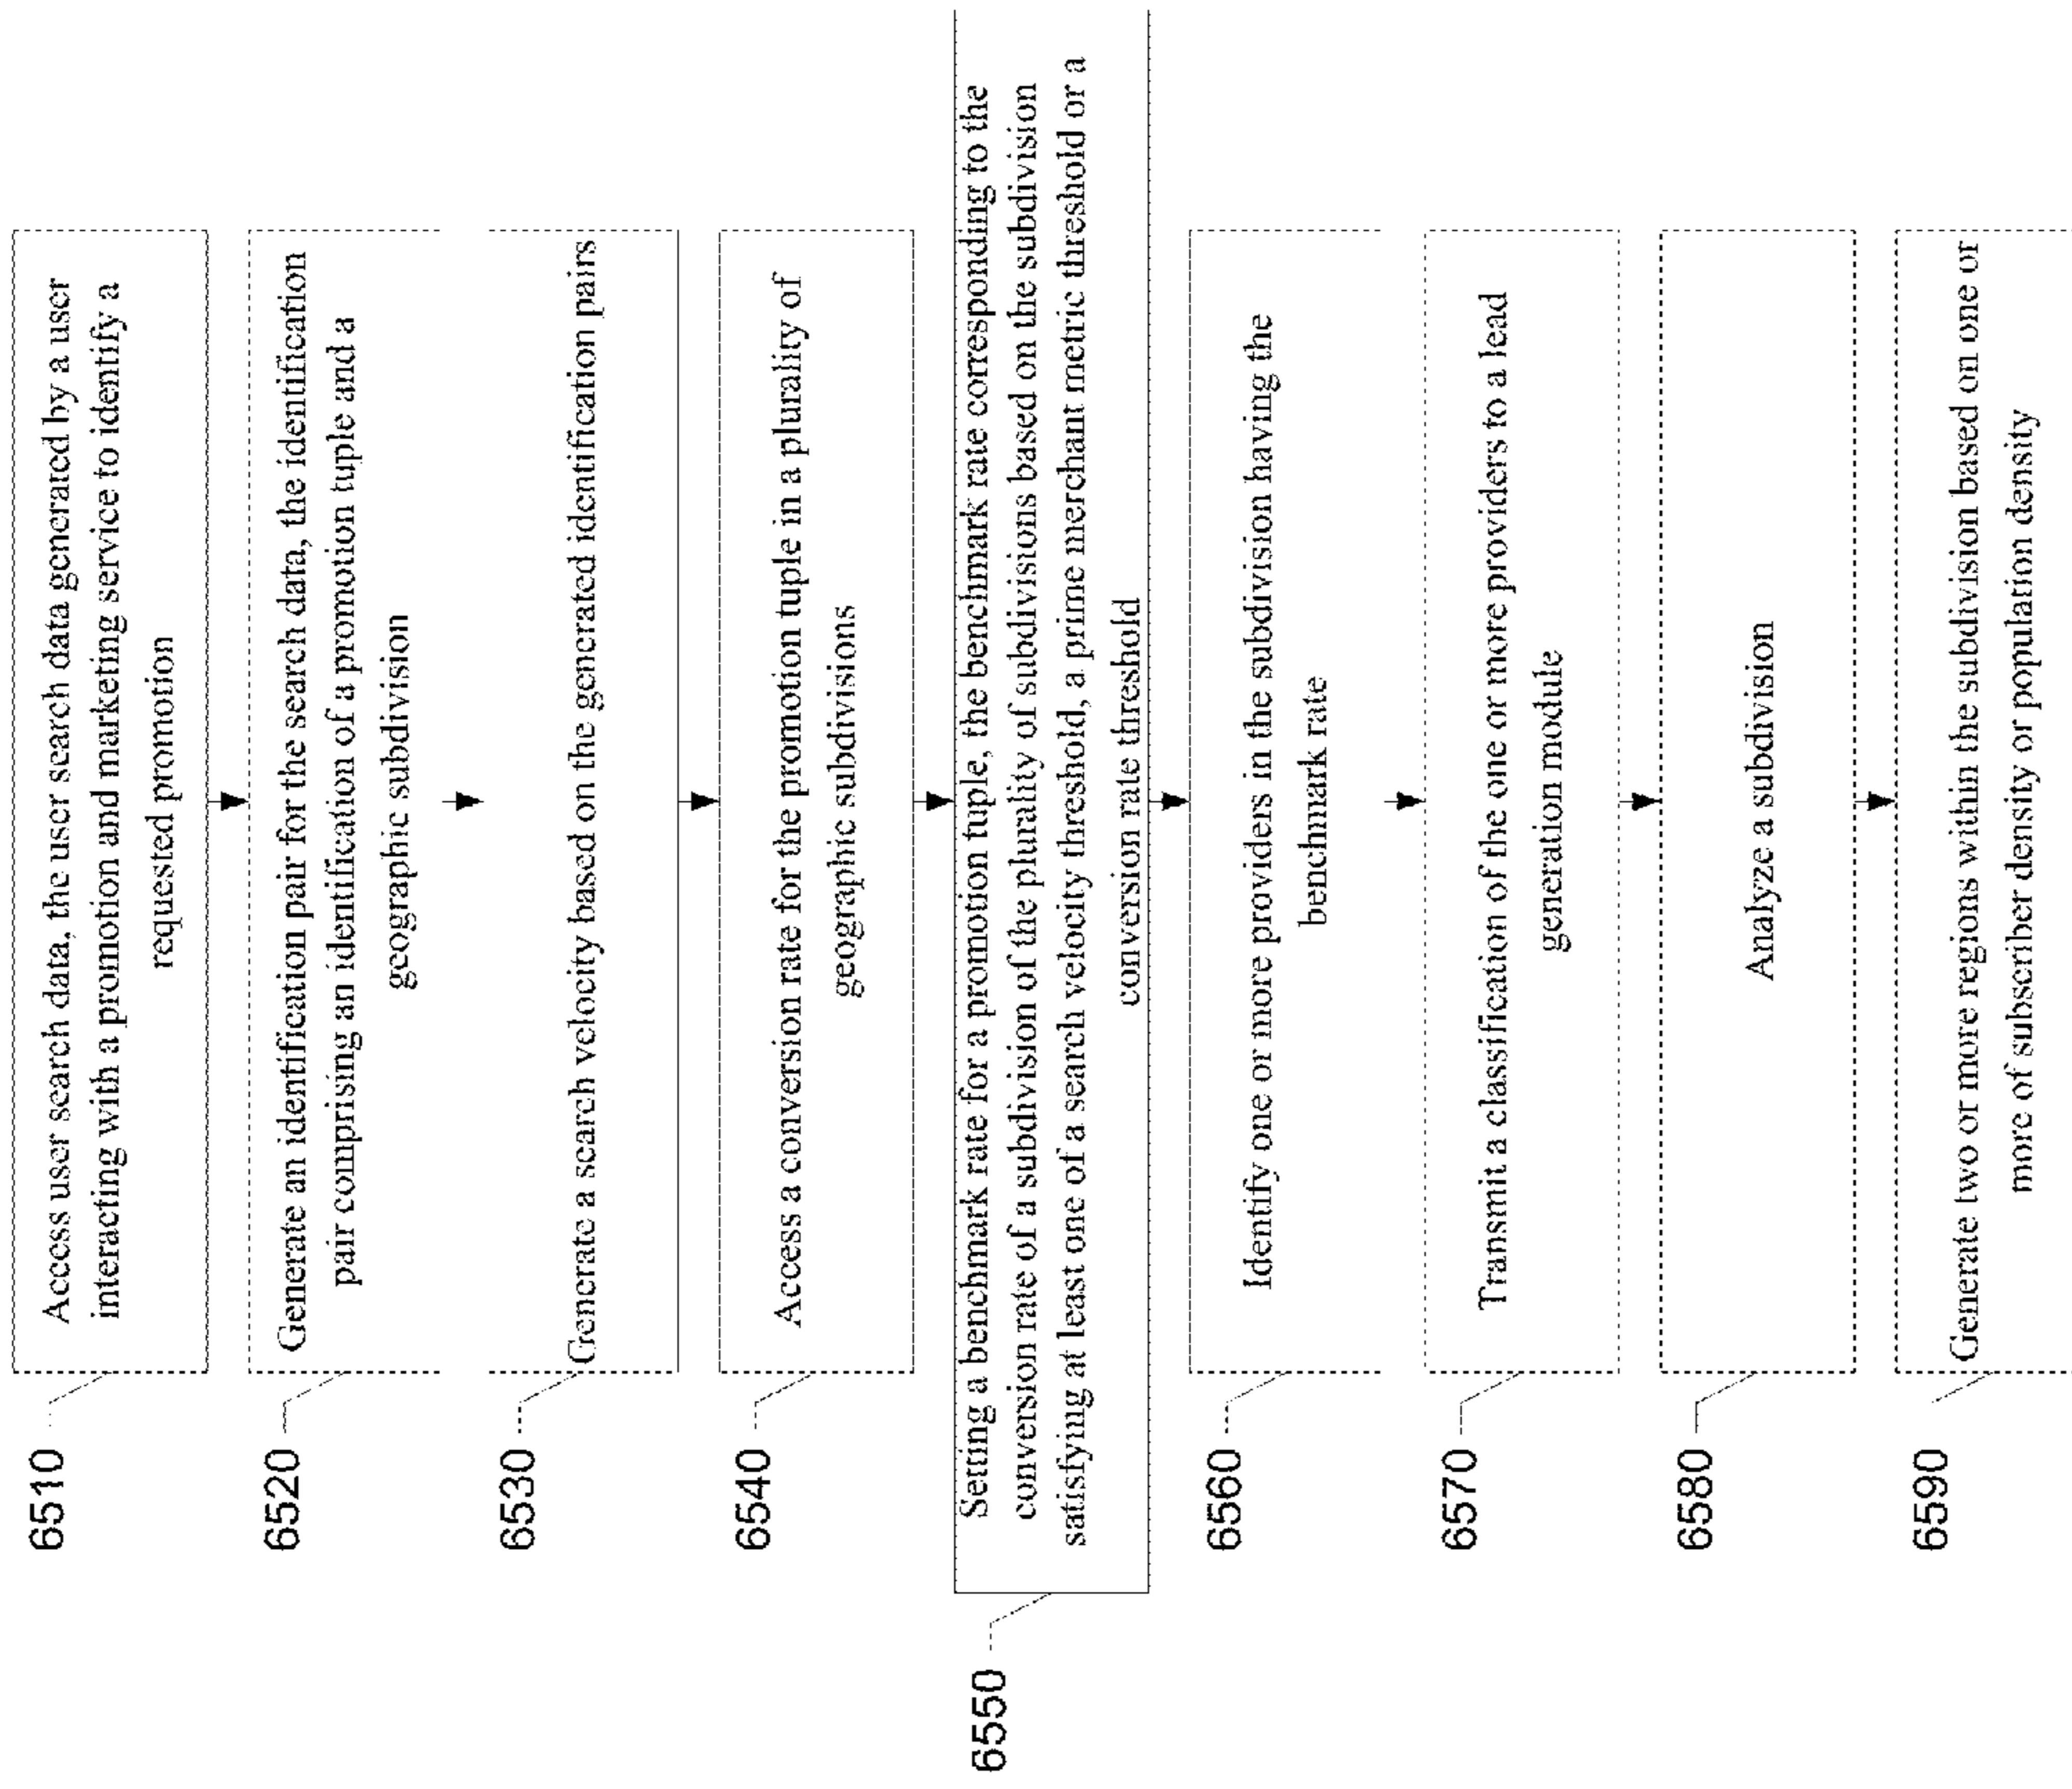 6510
Access user search data, the user search data generated by a user
interacting with a promotion and marketing service to identify a
requested promotion
6520
Generate an identification pair for the search data, the identification
pair comprising an identification of a promotion tuple and a
geographic subdivision
6530
Generate a search velocity based on the generated identification pairs
6540
Access a conversion rate for the promotion tuple in a plurality of
geographic subdivisions
6550
Setting a benchmark rate for a promotion tuple, the benchmark rate corresponding to the
conversion rate of a subdivision of the plurality of subdivisions based on the subdivision
satisfying at least one of a search velocity threshold, a prime merchant metric threshold or a
conversion rate threshold
6560
Identify one or more providers in the subdivision having the
benchmark rate
6570
Transmit a classification of the one or more providers to a lead
generation module
6580
Analyze a subdivision
6590
Generate two or more regions within the subdivision based on one or
more of subscriber density or population density